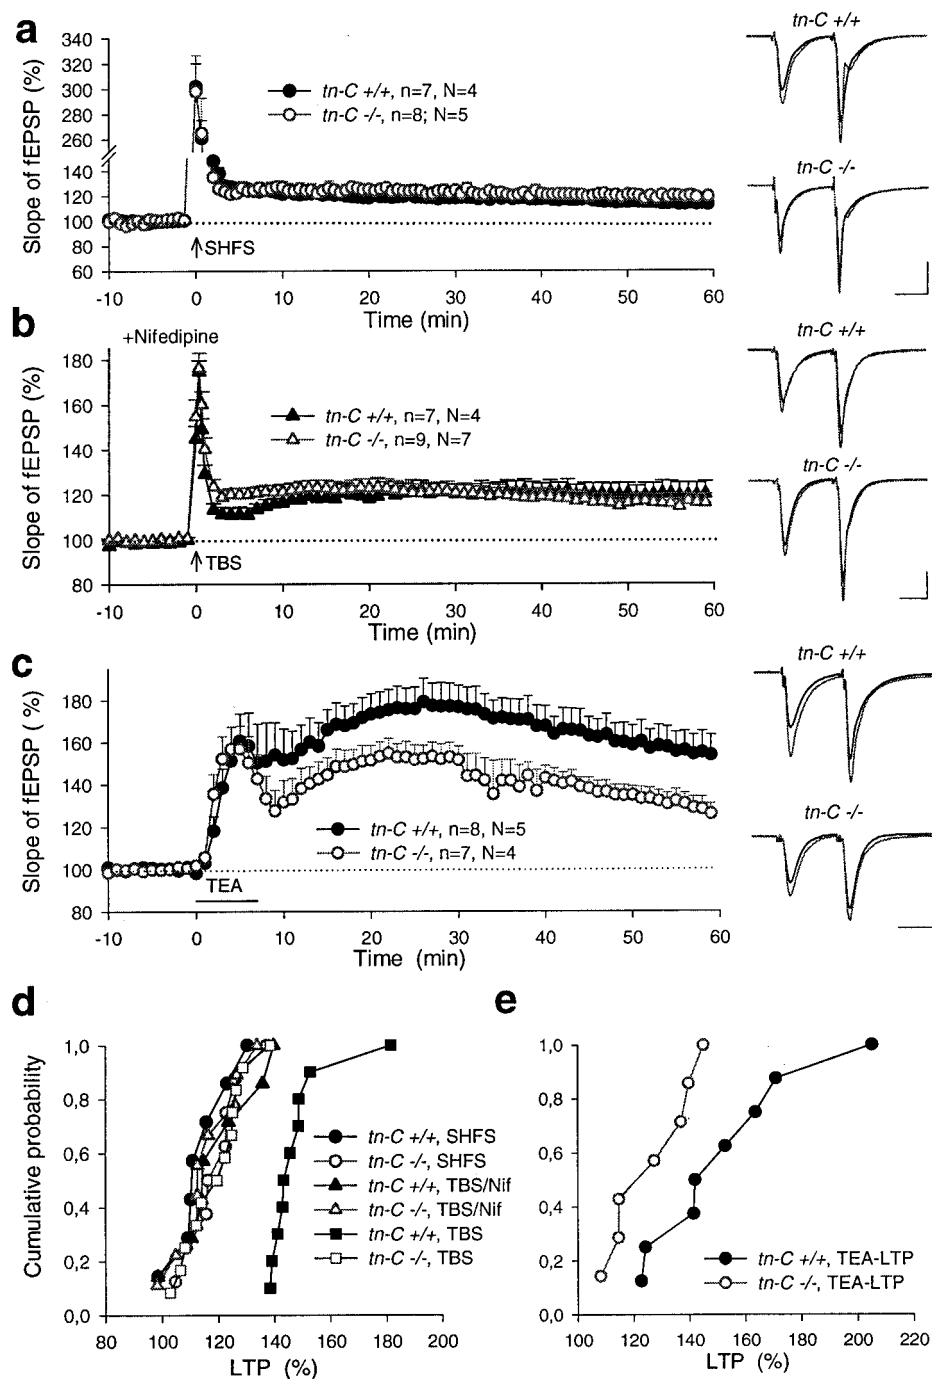 a
340
320
300
280
260
140
120
100
80
60
Slope of fEPSP (%)
tn-C +/+, n=7, N=4
tn-C -/-, n=8; N=5
SHFS
-10 0 10 20 30 40 50 60
Time (min)
tn-C +/+
tn-C -/-
b
+Nifedipine
180
160
140
120
100
80
Slope of fEPSP (%)
tn-C +/+, n=7, N=4
tn-C -/-, n=9, N=7
TBS
-10 0 10 20 30 40 50 60
Time (min)
tn-C +/+
tn-C -/-
c
180
160
140
120
100
80
Slope of fEPSP ( %)
tn-C +/+, n=8, N=5
tn-C -/-, n=7, N=4
TEA
-10 0 10 20 30 40 50 60
Time (min)
tn-C +/+
tn-C -/-
d
1,0
0,8
0,6
0,4
0,2
0,0
Cumulative probability
tn-C +/+, SHFS
tn-C -/-, SHFS
tn-C +/+, TBS/Nif
tn-C -/-, TBS/Nif
tn-C +/+, TBS
tn-C -/-, TBS
80 100 120 140 160 180 200
LTP (%)
e
1,0
0,8
0,6
0,4
0,2
0,0
tn-C +/+, TEA-LTP
tn-C -/-, TEA-LTP
100 120 140 160 180 200 220
LTP (%)